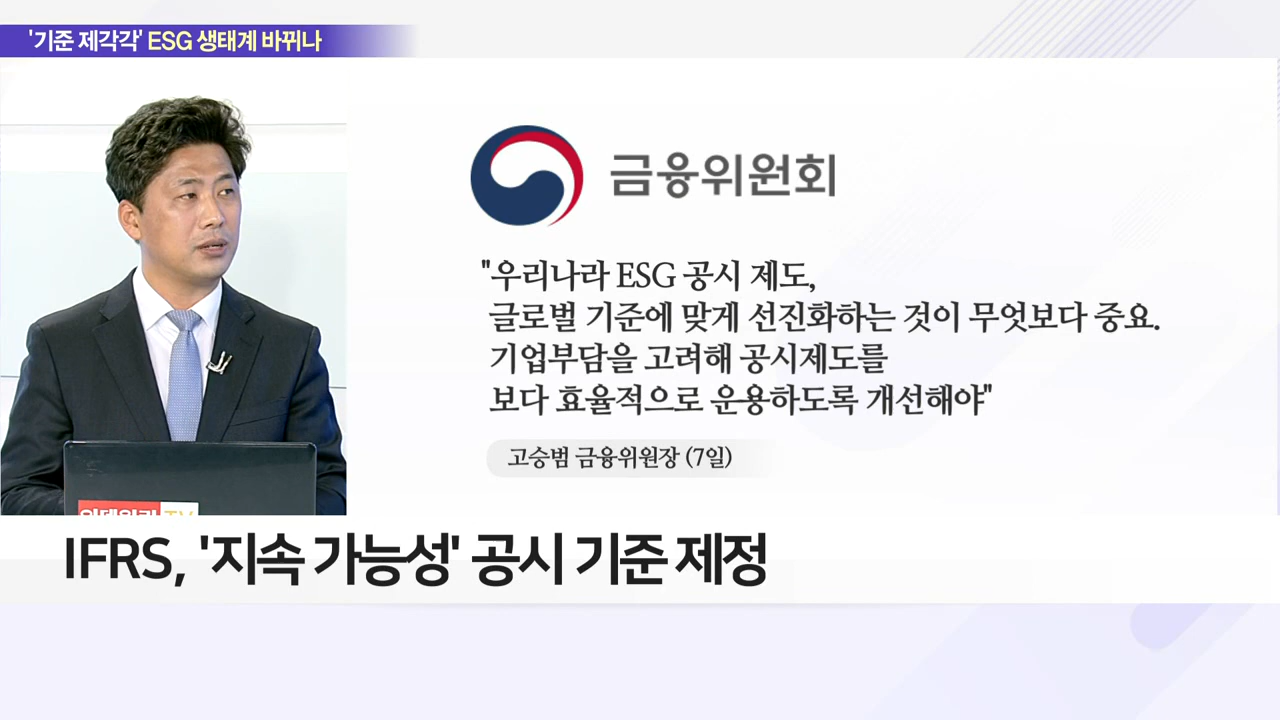 '기준 제각각' ESG 생태계 바뀌나
금융위원회
"우리나라 ESG 공시 제도,
글로벌 기준에 맞게 선진화하는 것이 무엇보다 중요.
기업부담을 고려해 공시제도를
보다 효율적으로 운용하도록 개선해야"
고승범 금융위원장 (7일)
IFRS, '지속 가능성' 공시 기준 제정